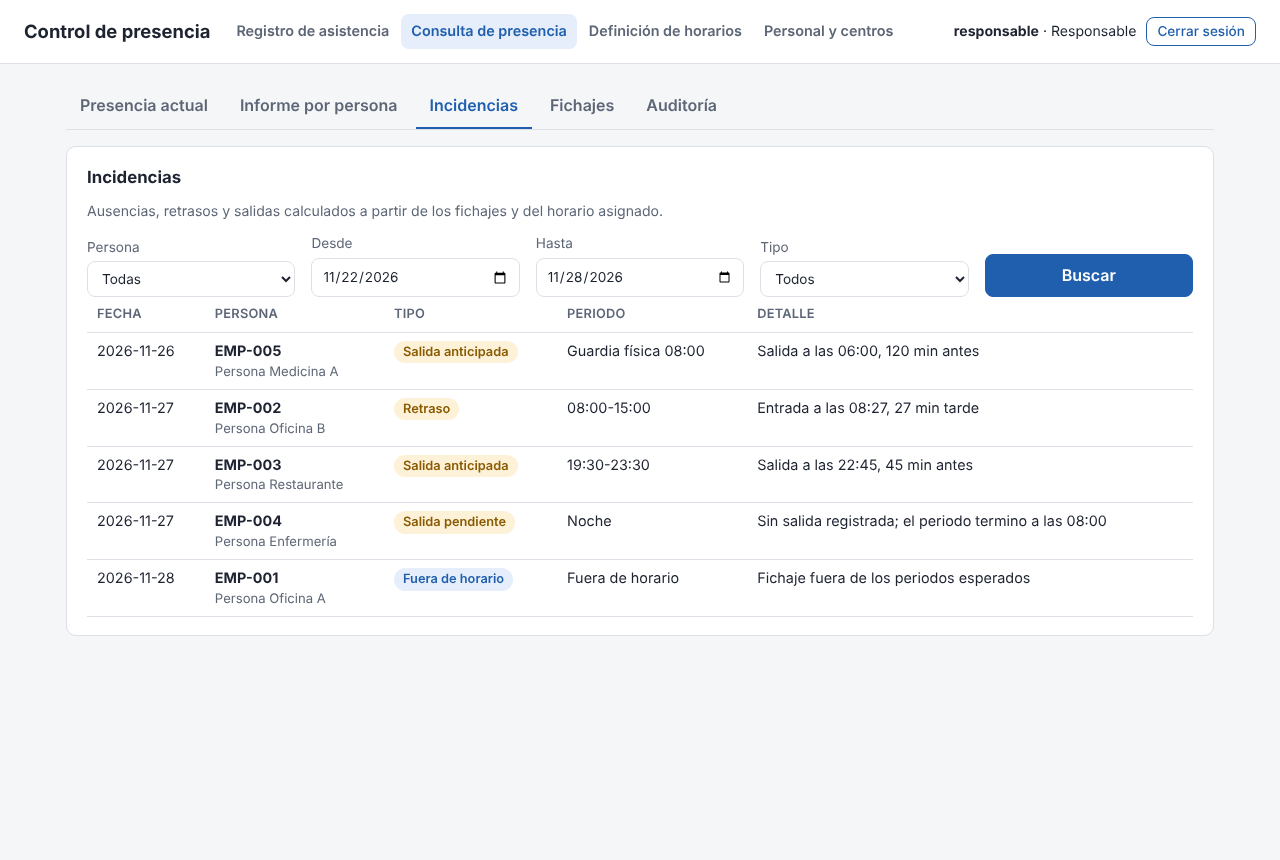 Control de presencia
Registro de asistencia
Consulta de presencia
Definición de horarios
Personal y centros
responsable · Responsable
Cerrar sesión
Presencia actual
Informe por persona
Incidencias
Fichajes
Auditoría
Incidencias
Ausencias, retrasos y salidas calculados a partir de los fichajes y del horario asignado.
Persona
Desde
Hasta
Tipo
Todas
11/22/2026
11/28/2026
Todos
Buscar
FECHA PERSONA TIPO PERIODO DETALLE
2026-11-26 EMP-005 Salida anticipada Guardia física 08:00 Salida a las 06:00, 120 min antes
Persona Medicina A
2026-11-27 EMP-002 Retraso 08:00-15:00 Entrada a las 08:27, 27 min tarde
Persona Oficina B
2026-11-27 EMP-003 Salida anticipada 19:30-23:30 Salida a las 22:45, 45 min antes
Persona Restaurante
2026-11-27 EMP-004 Salida pendiente Noche Sin salida registrada; el periodo termino a las 08:00
Persona Enfermería
2026-11-28 EMP-001 Fuera de horario Fuera de horario Fichaje fuera de los periodos esperados
Persona Oficina A